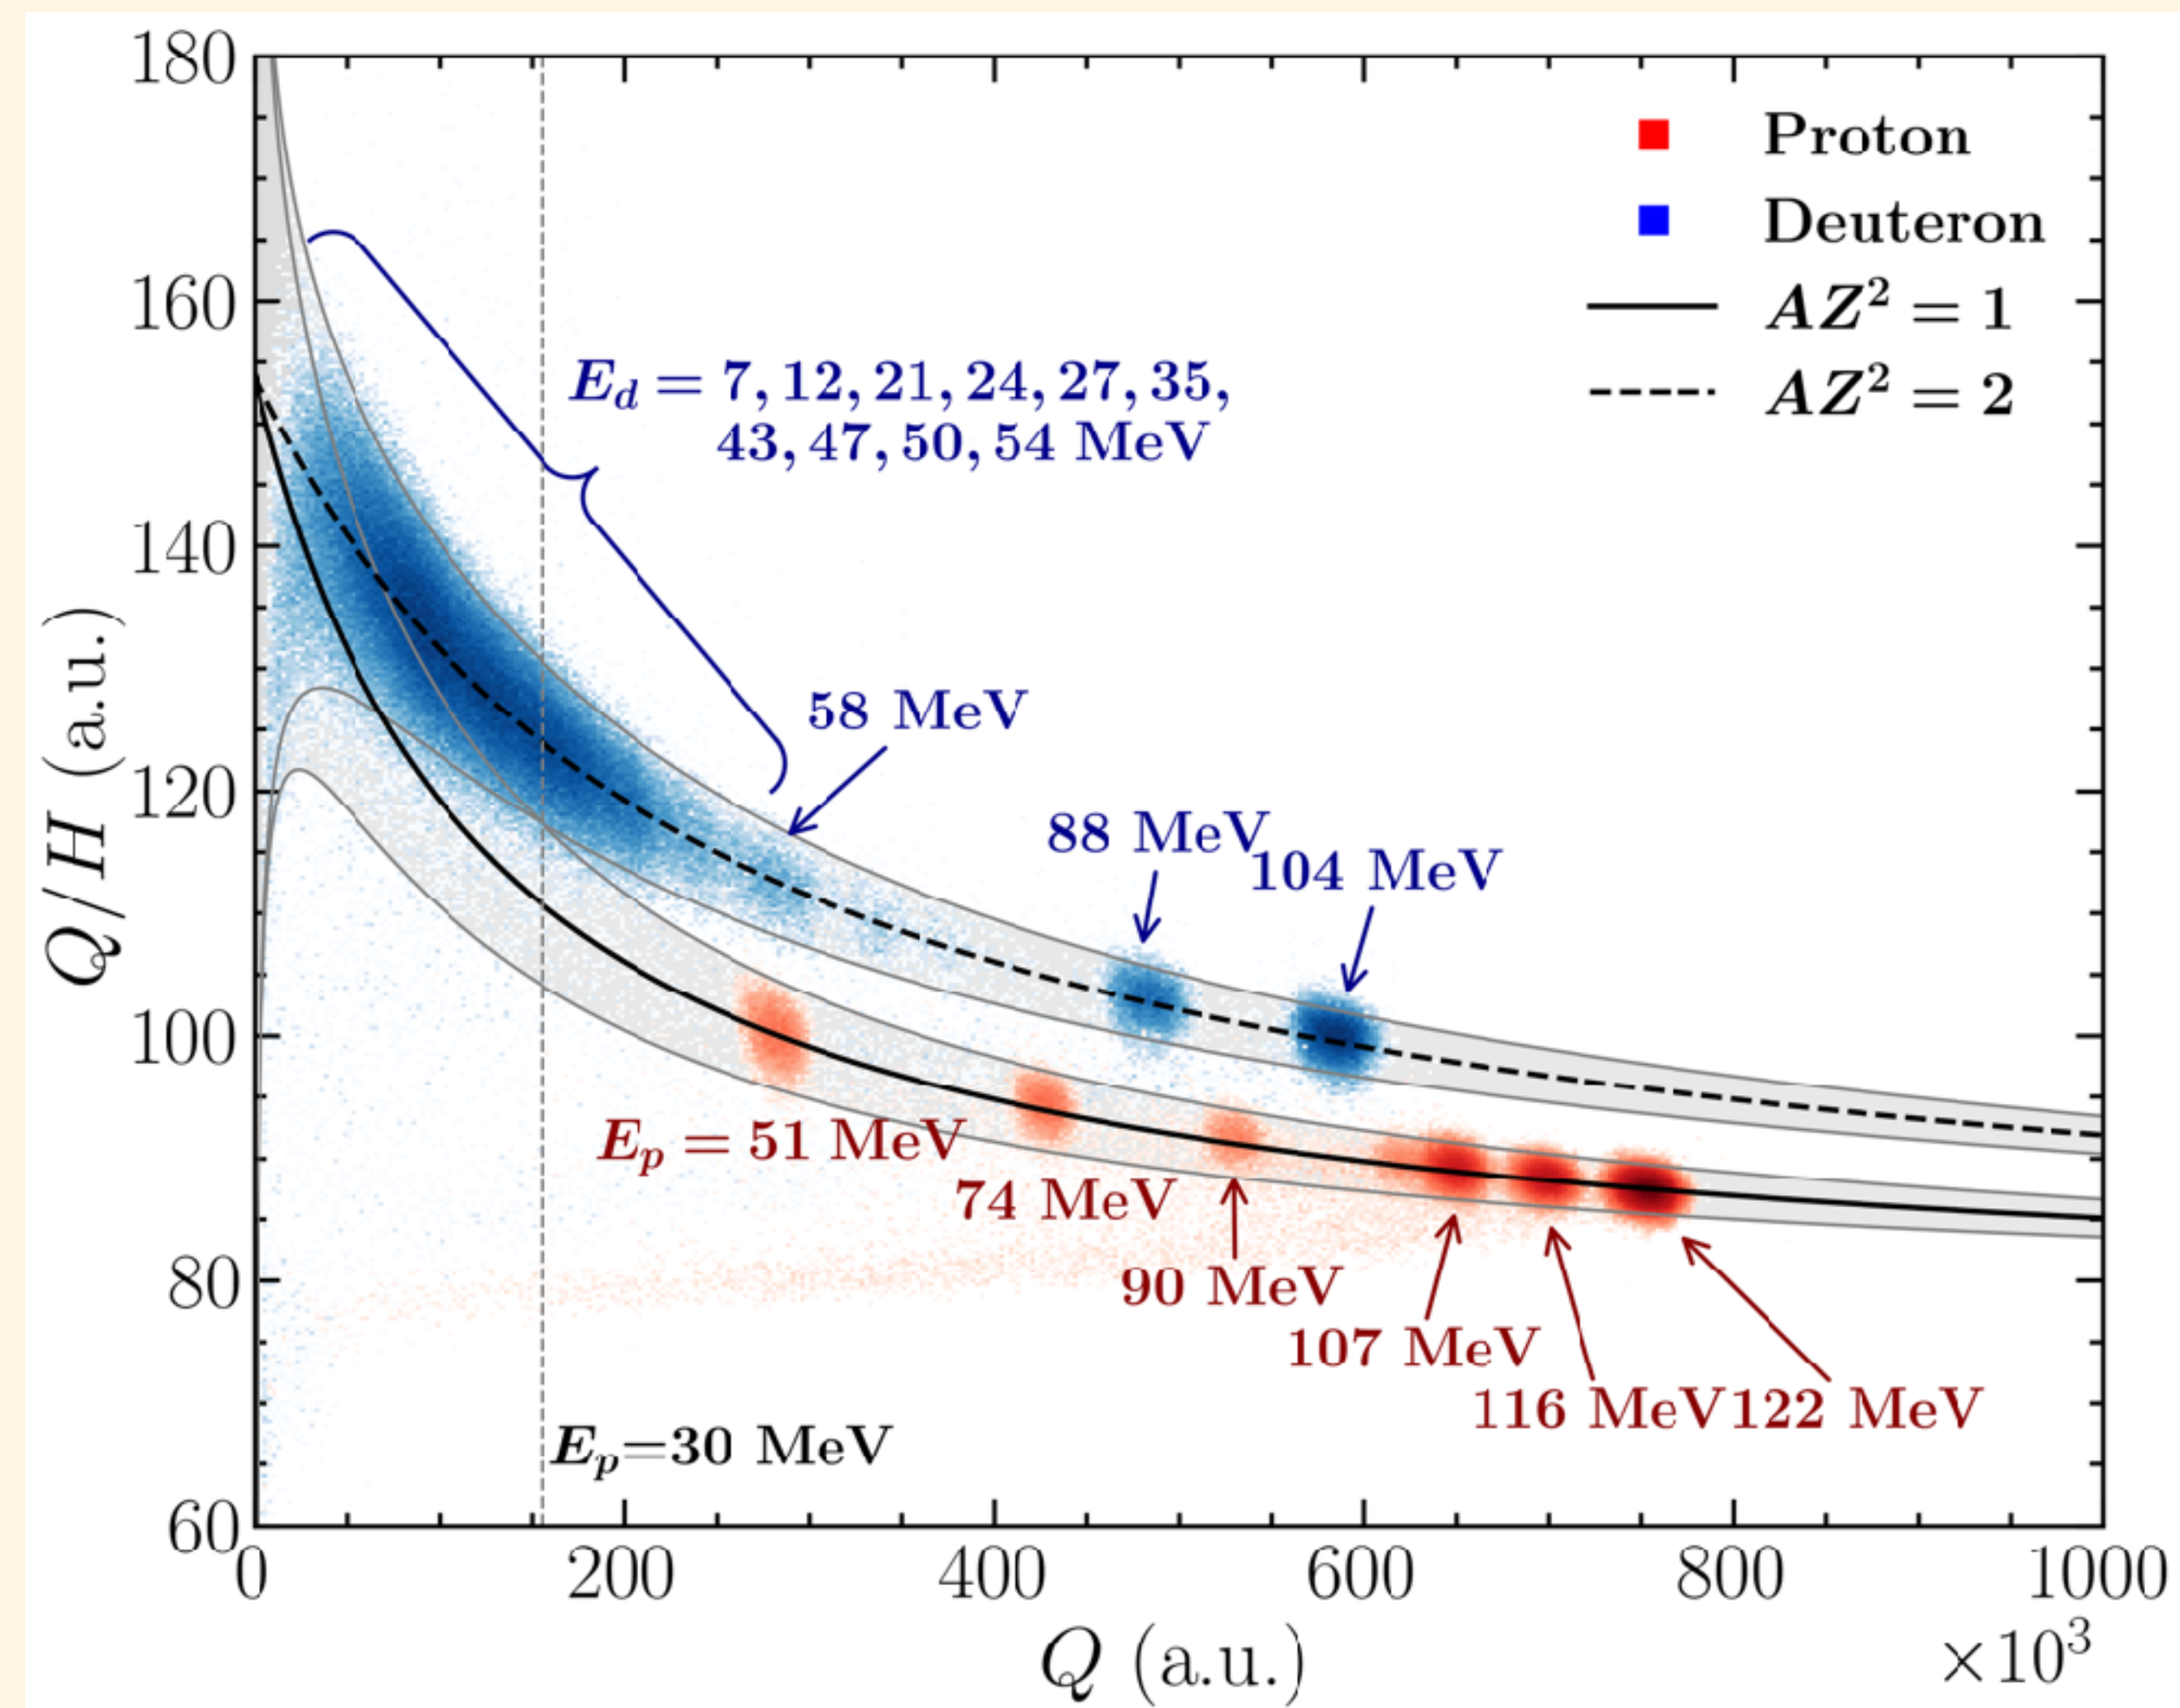 180
160
140
120
100
80
60
Q/H (a.u.)
Proton
Deuteron
AZ² = 1
AZ² = 2
E_d = 7, 12, 21, 24, 27, 35,
43, 47, 50, 54 MeV
58 MeV
88 MeV
104 MeV
E_p = 51 MeV
74 MeV
90 MeV
107 MeV
116 MeV
122 MeV
E_p=30 MeV
0 200 400 600 800 1000
Q (a.u.)
×10³